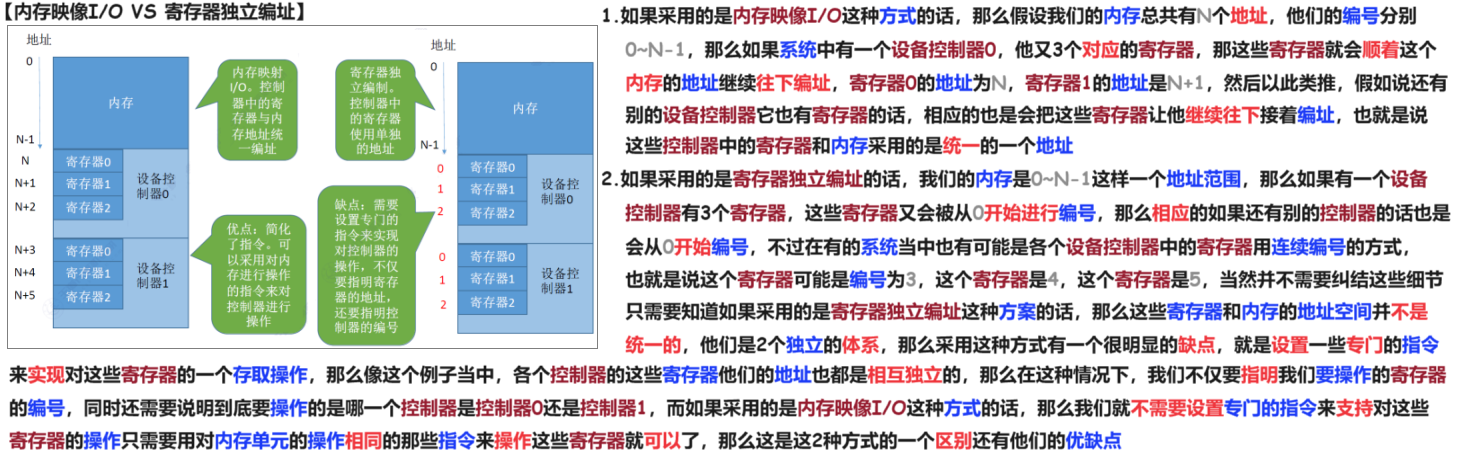 【内存映像I/O VS 寄存器独立编址】
地址
0
内存
N-1
N
寄存器0
N+1
寄存器1
N+2
寄存器2
设备控
制器0
N+3
寄存器0
N+4
寄存器1
N+5
寄存器2
设备控
制器1
内存映射
I/O。控制
器中的寄
存器与内
存地址统
一编址
优点：简化
了指令。可
以采用对内
存进行操作
的指令来对
控制器进行
操作
寄存器独
立编制。
控制器中
的寄存器
使用单独
的地址
缺点：需要
设置专门的
指令来实现
对控制器的
操作，不仅
要指明寄存
器的地址，
还要指明控
制器的编号
地址
0
内存
N-1
0
寄存器0
1
寄存器1
2
寄存器2
设备控
制器0
0
寄存器0
1
寄存器1
2
寄存器2
设备控
制器1
1.如果采用的是内存映像I/O这种方式的话，那么假设我们的内存总共有N个地址，他们的编号分别
0~N-1，那么如果系统中有一个设备控制器0，他又3个对应的寄存器，那这些寄存器就会顺着这个
内存的地址继续往下编址，寄存器0的地址为N，寄存器1的地址是N+1，然后以此类推，假如说还有
别的设备控制器它也有寄存器的话，相应的也是会把这些寄存器让他继续往下接着编址，也就是说
这些控制器中的寄存器和内存采用的是统一的一个地址
2.如果采用的是寄存器独立编址的话，我们的内存是0~N-1这样一个地址范围，那么如果有一个设备
控制器有3个寄存器，这些寄存器又会被从0开始进行编号，那么相应的如果还有别的控制器的话也是
会从0开始编号，不过在有的系统当中也有可能是各个设备控制器中的寄存器用连续编号的方式，
也就是说这个寄存器可能是编号为3，这个寄存器是4，这个寄存器是5，当然并不需要纠结这些细节
只需要知道如果采用的是寄存器独立编址这种方案的话，那么这些寄存器和内存的地址空间并不是
统一的，他们是2个独立的体系，那么采用这种方式有一个很明显的缺点，就是设置一些专门的指令
来实现对这些寄存器的一个存取操作，那么像这个例子当中，各个控制器的这些寄存器他们的地址也都是相互独立的，那么在这种情况下，我们不仅要指明我们要操作的寄存器
的编号，同时还需要说明到底要操作的是哪一个控制器是控制器0还是控制器1，而如果采用的是内存映像I/O这种方式的话，那么我们就不需要设置专门的指令来支持对这些
寄存器的操作只需要用对内存单元的操作相同的那些指令来操作这些寄存器就可以了，那么这是这2种方式的一个区别还有他们的优缺点